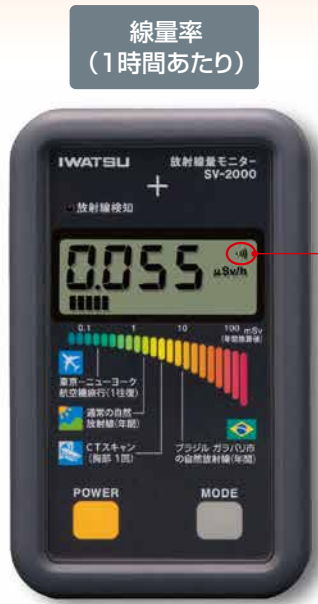 線量率
(1時間あたり)
IWATSU
放射線量モニター
SV-2000
放射線検知
0.055
μSv/h
0.1 1 10 100 mSv
(年間換算値)
東京ーニューヨーク
航空機旅行(1往復)
通常の自然
放射線(年間)
CTスキャン
(胸部 1回)
ブラジル ガラパリ市
の自然放射線(年間)
POWER
MODE